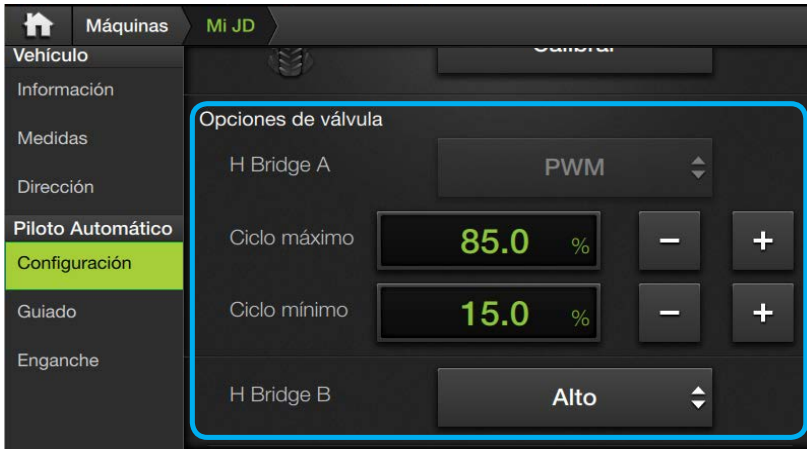 Máquinas Mi JD
Vehículo
Información
Medidas
Dirección
Piloto Automático
Configuración
Guiado
Enganche
Calibrar
Opciones de válvula
H Bridge A PWM
Ciclo máximo 85.0 % − +
Ciclo mínimo 15.0 % − +
H Bridge B Alto